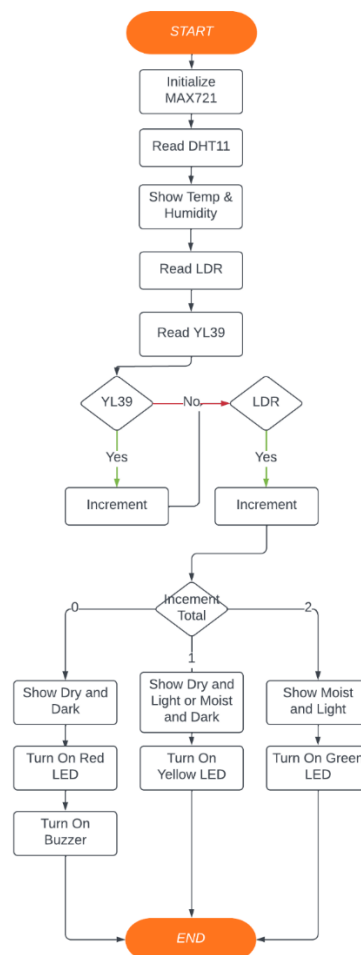 START
Initialize
MAX721
Read DHT11
Show Temp &
Humidity
Read LDR
Read YL39
YL39
No
LDR
Yes
Yes
Increment
Increment
0
Incement
Total
2
1
Show Dry and
Dark
Show Dry and
Light or Moist
and Dark
Show Moist
and Light
Turn On Red
LED
Turn On
Yellow LED
Turn On Green
LED
Turn On
Buzzer
END